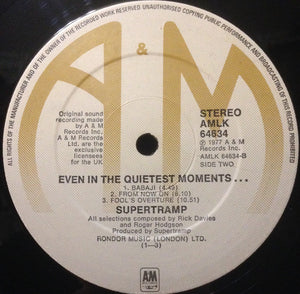 ALL RIGHTS OF THE MANUFACTURER AND OF THE OWNER OF THE RECORDED WORK RESERVED UNAUTHORISED COPYING PUBLIC PERFORMANCE AND BROADCASTING OF THIS RECORD PROHIBITED
A & M
Original sound
recording made
by A & M
Records Inc.
A & M Records
Ltd. are the
exclusive
licensees
for the UK
STEREO
AMLK
64634
℗ 1977 A & M
Records Inc.
AMLK 64634-B
SIDE TWO
EVEN IN THE QUIETEST MOMENTS...
1. BABAJI (4.49)
2. FROM NOW ON (6.10)
3. FOOL'S OVERTURE (10.51)
SUPERTRAMP
All selections composed by Rick Davies
and Roger Hodgson
Produced by Supertramp
RONDOR MUSIC (LONDON) LTD.
(1-3)
A&M
RECORDS